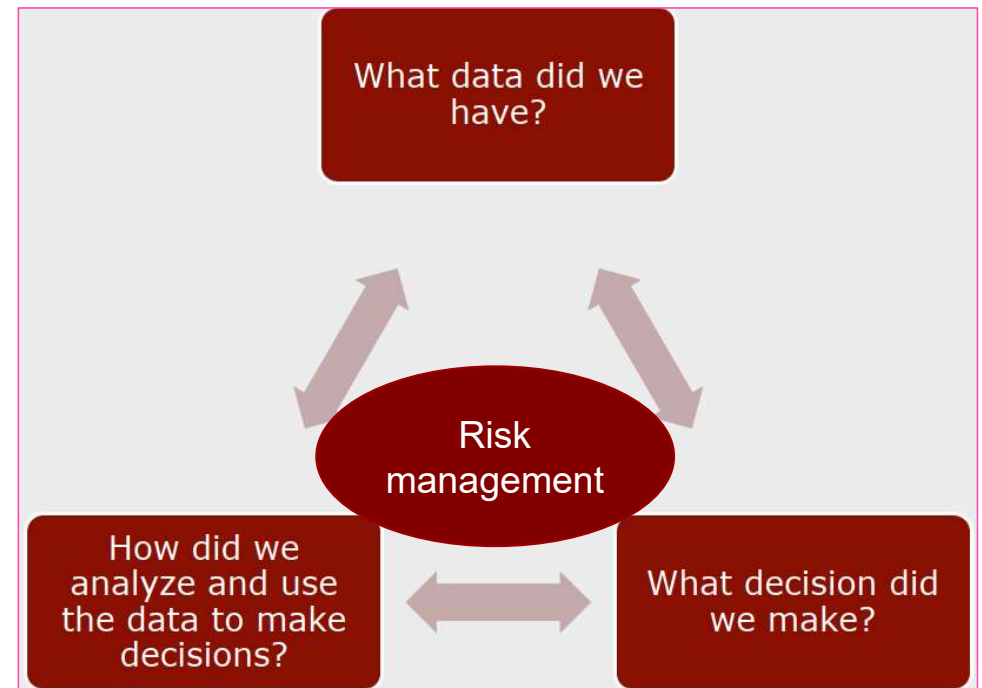 What data did we
have?
Risk
management
How did we
analyze and use
the data to make
decisions?
What decision did
we make?